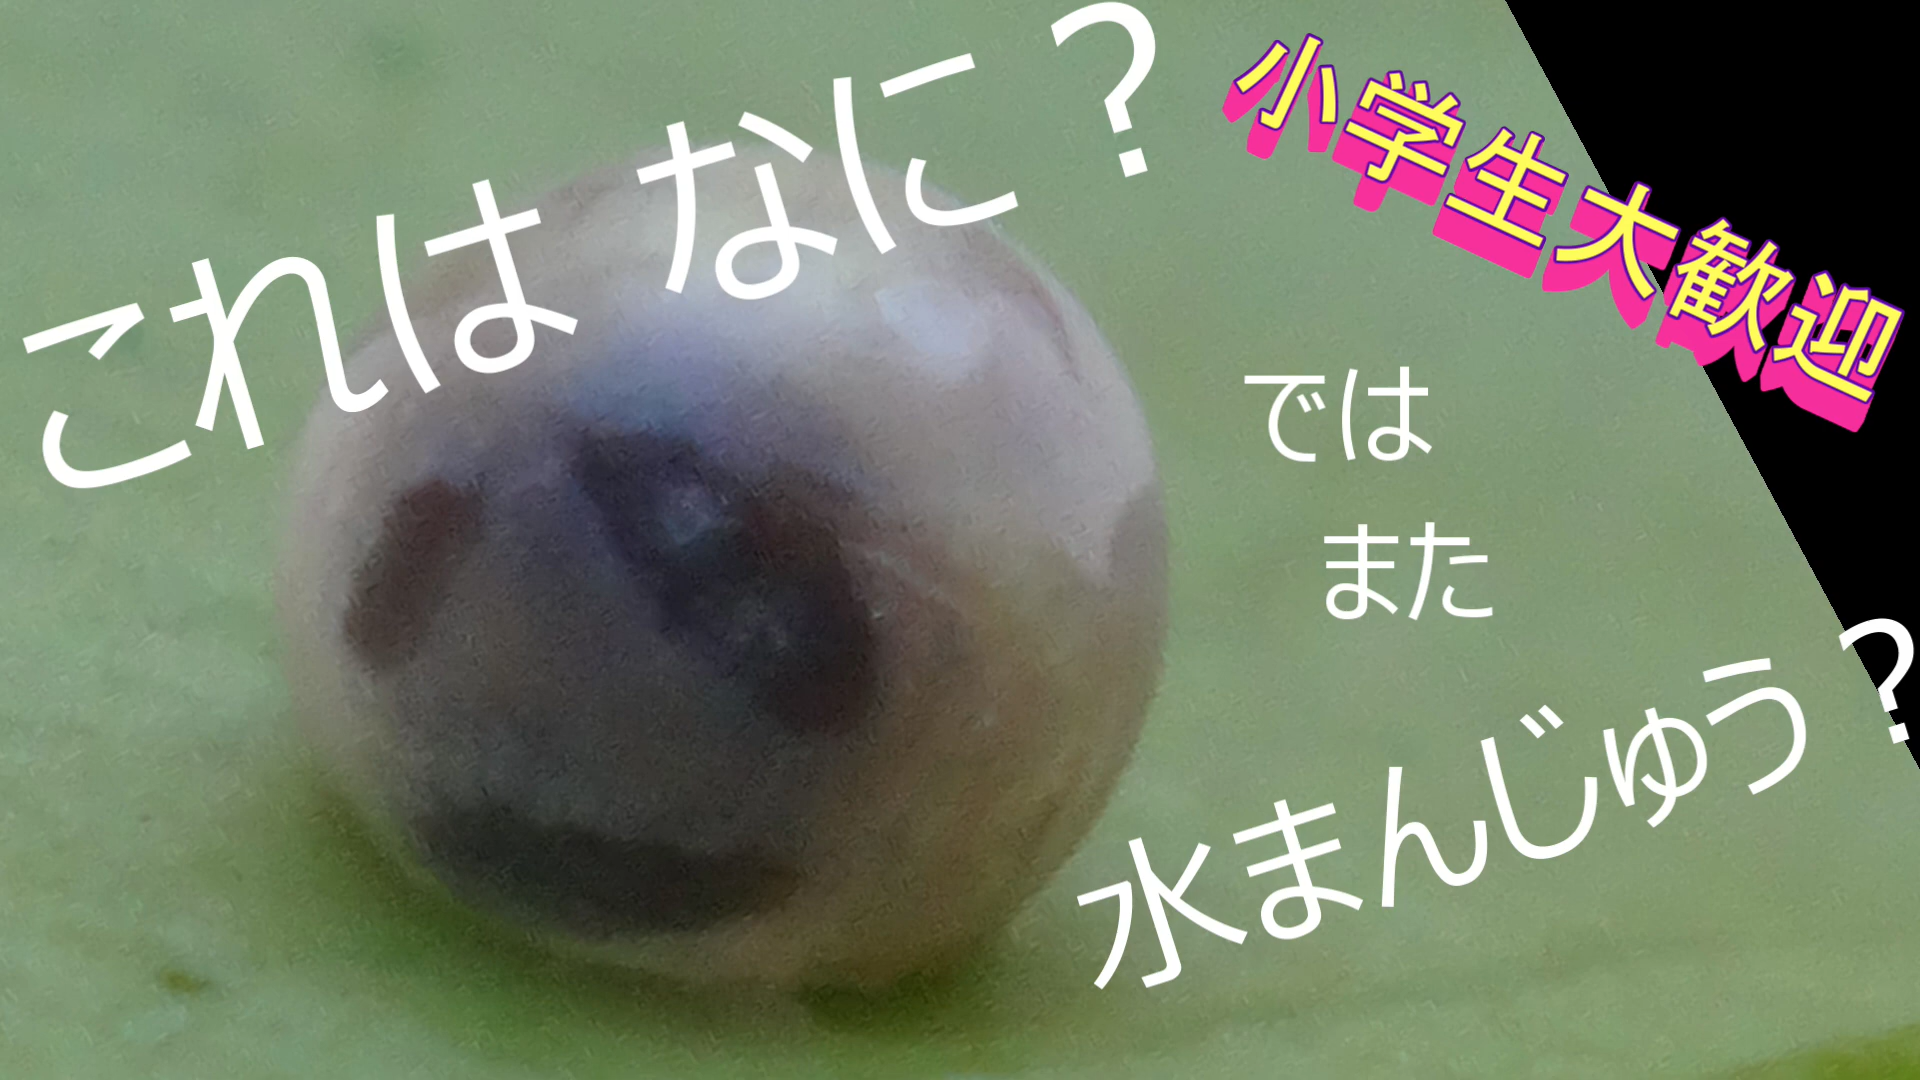 これは なに？
小学生大歓迎
では
また
水まんじゅう？